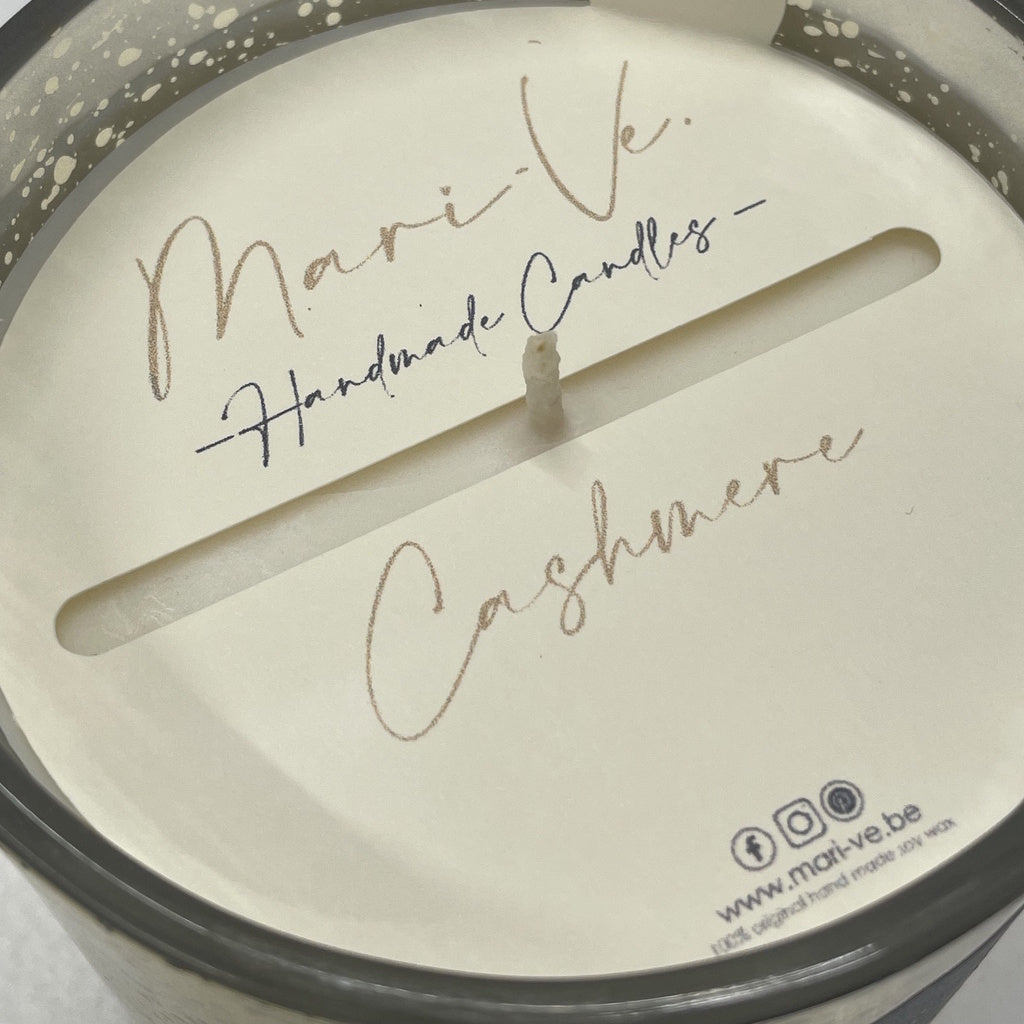 Mari-Ve.
-Handmade Candles-
Cashmere
www.mari-ve.be
100% original hand made soy wax